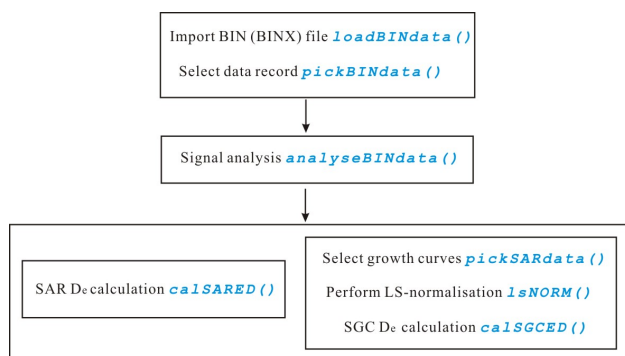 Import BIN (BINX) file loadBINdata()
Select data record pickBINdata()
Signal analysis analyseBINdata()
SAR De calculation calSARED()
Select growth curves pickSARdata()
Perform LS-normalisation lsNORM()
SGC De calculation calSGCED()